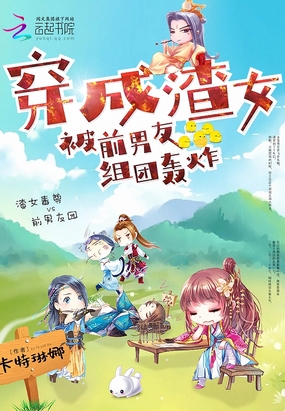 阅文集团旗下网站
云起书院
yunqi.qq.com
穿成渣女
被前男友
组团轰炸
渣女毒尊
VS
前男友团
【作者】
卡特琳娜